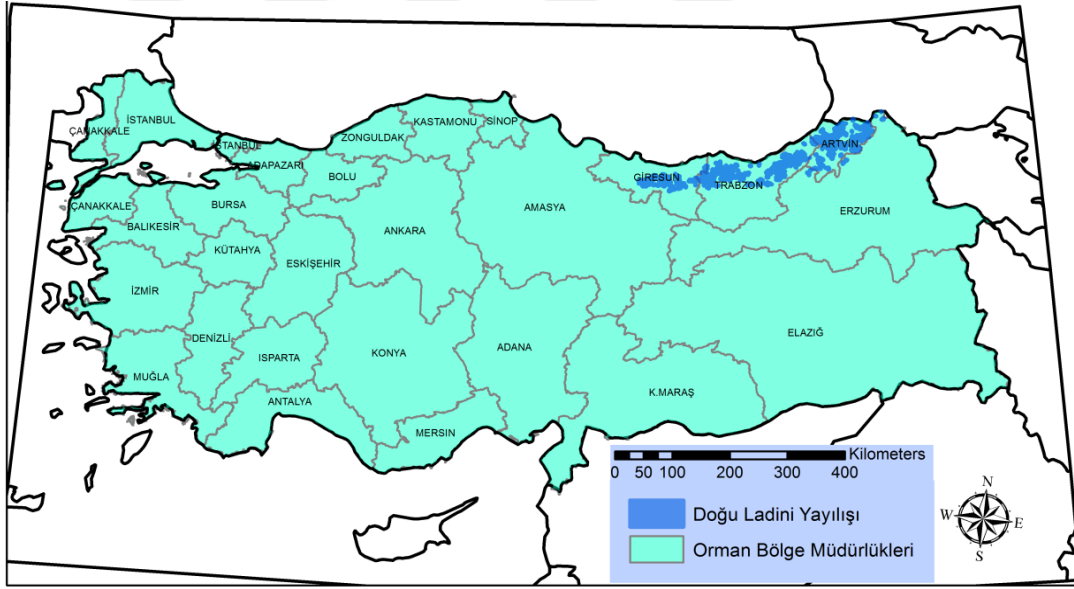 İSTANBUL
ÇANAKKALE
İSTANBUL
ADAPAZARI
ZONGULDAK
KASTAMONU
SİNOP
BOLU
ÇANAKKALE
BALIKESİR
BURSA
KÜTAHYA
ESKİŞEHİR
ANKARA
AMASYA
GİRESUN
TRABZON
ARTVİN
ERZURUM
İZMİR
DENİZLİ
ISPARTA
KONYA
ADANA
ELAZIĞ
MUĞLA
ANTALYA
MERSIN
K.MARAŞ
Kilometers
0 50 100 200 300 400
Doğu Ladini Yayılışı
Orman Bölge Müdürlükleri
N
W E
S